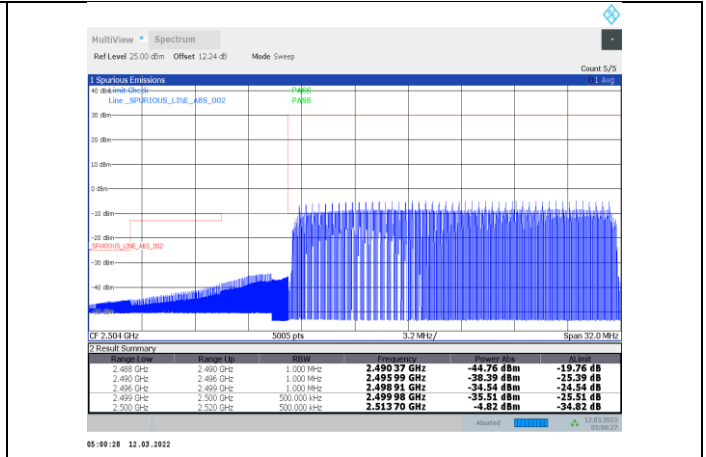 MultiView Spectrum
Ref Level 25.00 dBm Offset 12.24 dB Mode Sweep
Count 5/5
1 Spurious Emissions 1 Avg
40 dBm Limit Check PASS
Line _SPURIOUS_LINE_ABS_002 PASS
30 dBm
20 dBm
10 dBm
0 dBm
-10 dBm
-20 dBm
_SPURIOUS_LINE_ABS_002
-30 dBm
-40 dBm
CF 2.504 GHz 5005 pts 3.2 MHz/ Span 32.0 MHz
2 Result Summary
Range Low Range Up RBW Frequency Power Abs ΔLimit
2.488 GHz 2.490 GHz 1.000 MHz 2.490 37 GHz -44.76 dBm -19.76 dB
2.490 GHz 2.496 GHz 1.000 MHz 2.495 99 GHz -38.39 dBm -25.39 dB
2.496 GHz 2.499 GHz 1.000 MHz 2.498 91 GHz -34.54 dBm -24.54 dB
2.499 GHz 2.500 GHz 500.000 kHz 2.499 98 GHz -35.51 dBm -25.51 dB
2.500 GHz 2.520 GHz 500.000 kHz 2.513 70 GHz -4.82 dBm -34.82 dB
Aborted 12.03.2022
05:00:27
05:00:28 12.03.2022